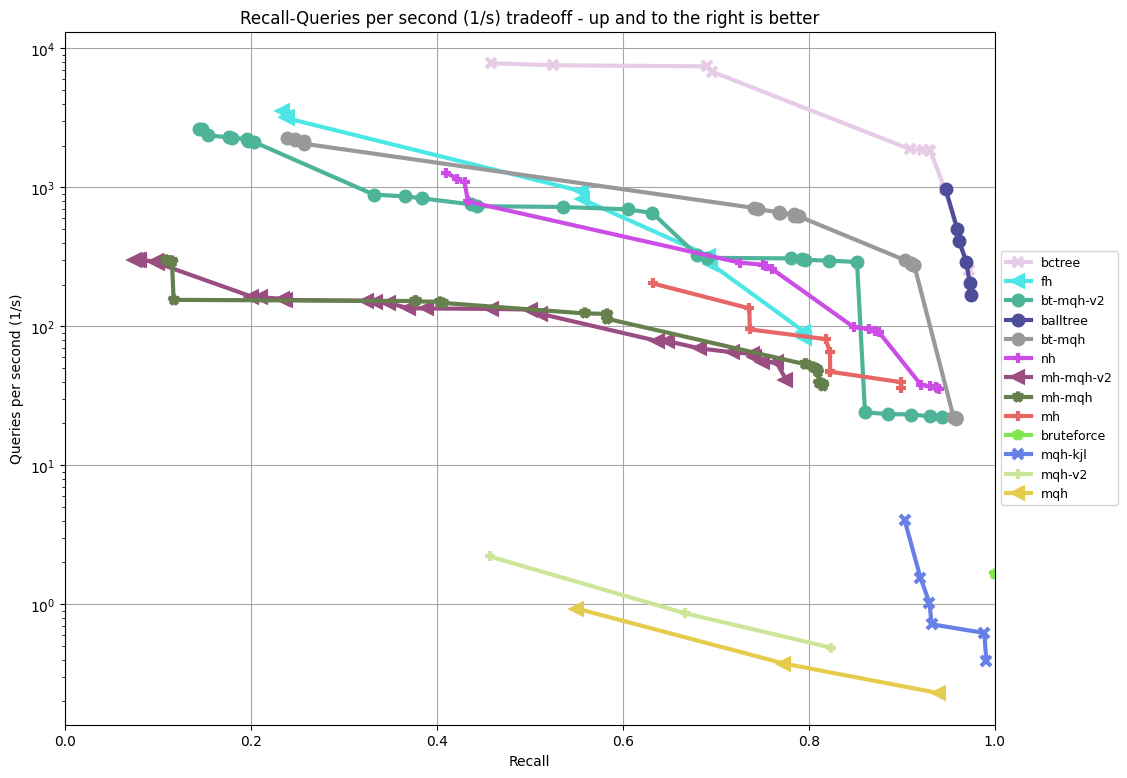 Recall-Queries per second (1/s) tradeoff - up and to the right is better
Queries per second (1/s)
10⁴
10³
10²
10¹
10⁰
0.0 0.2 0.4 0.6 0.8 1.0
Recall
bctree
fh
bt-mqh-v2
balltree
bt-mqh
nh
mh-mqh-v2
mh-mqh
mh
bruteforce
mqh-kjl
mqh-v2
mqh